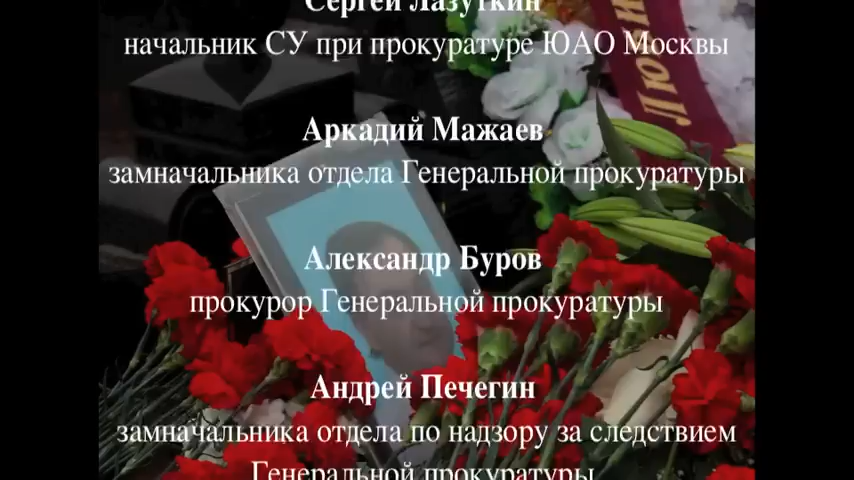 Сергей Лазуткин
начальник СУ при прокуратуре ЮАО Москвы
Аркадий Мажаев
замначальника отдела Генеральной прокуратуры
Александр Буров
прокурор Генеральной прокуратуры
Андрей Печегин
замначальника отдела по надзору за следствием
Генеральной прокуратуры